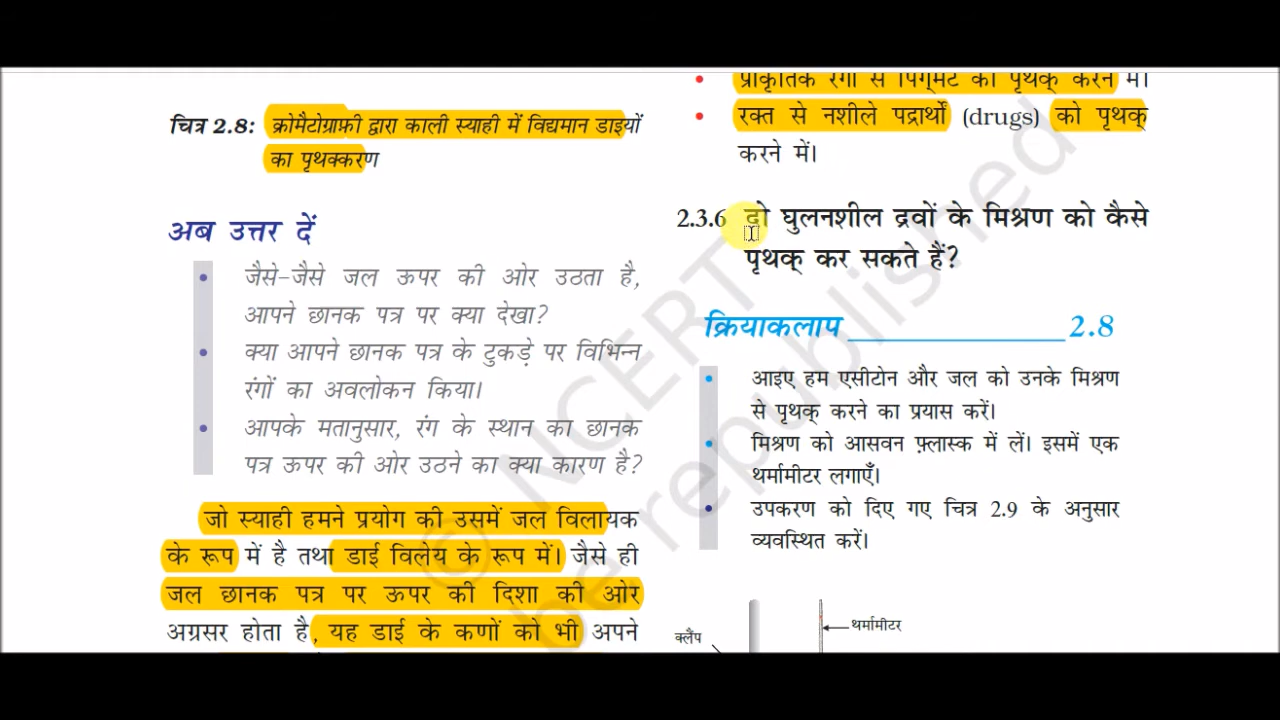 चित्र 2.8: क्रोमैटोग्राफ़ी द्वारा काली स्याही में विद्यमान डाइयों
का पृथक्करण
अब उत्तर दें
• जैसे-जैसे जल ऊपर की ओर उठता है,
आपने छानक पत्र पर क्या देखा?
• क्या आपने छानक पत्र के टुकड़े पर विभिन्न
रंगों का अवलोकन किया।
• आपके मतानुसार, रंग के स्थान का छानक
पत्र ऊपर की ओर उठने का क्या कारण है?
जो स्याही हमने प्रयोग की उसमें जल विलायक
के रूप में है तथा डाई विलेय के रूप में। जैसे ही
जल छानक पत्र पर ऊपर की दिशा की ओर
अग्रसर होता है, यह डाई के कणों को भी अपने
• प्राकृतिक रंगों से पिग्मेंट को पृथक् करने में।
• रक्त से नशीले पदार्थों (drugs) को पृथक्
करने में।
2.3.6 दो घुलनशील द्रवों के मिश्रण को कैसे
पृथक् कर सकते हैं?
क्रियाकलाप ____________ 2.8
• आइए हम एसीटोन और जल को उनके मिश्रण
से पृथक् करने का प्रयास करें।
• मिश्रण को आसवन फ़्लास्क में लें। इसमें एक
थर्मामीटर लगाएँ।
• उपकरण को दिए गए चित्र 2.9 के अनुसार
व्यवस्थित करें।
थर्मामीटर
क्लैंप
© NCERT
be republished